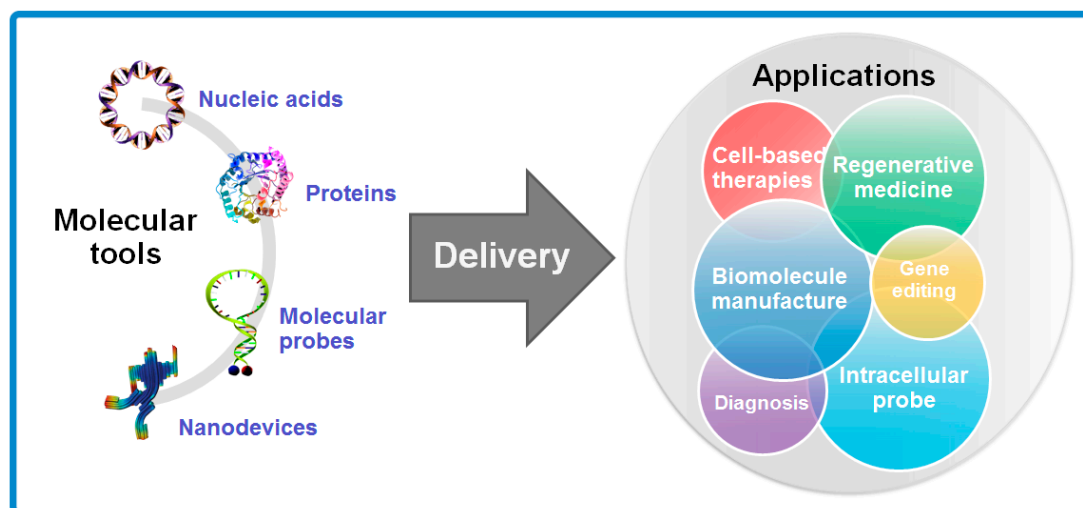 Nucleic acids
Proteins
Molecular
tools
Molecular
probes
Nanodevices
Delivery
Applications
Cell-based
therapies
Regenerative
medicine
Biomolecule
manufacture
Gene
editing
Diagnosis
Intracellular
probe